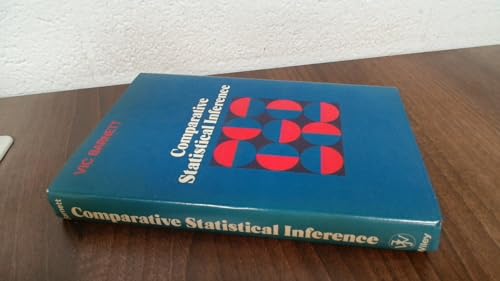 VIC BARNETT
Comparative
Statistical Inference
Barnett Comparative Statistical Inference Wiley